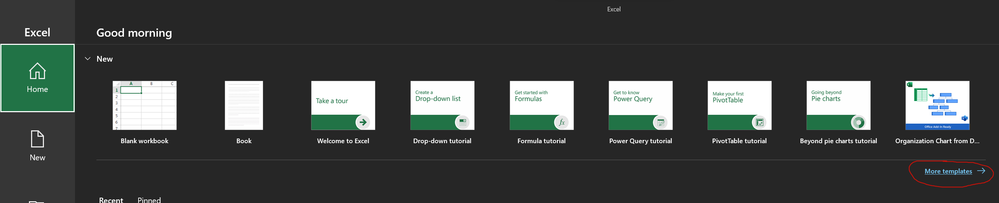 Excel
Excel
Good morning
New
A B C
1
2
3
4
5
6
7
Blank workbook
Book
Take a tour
Welcome to Excel
Create a
Drop-down list
Drop-down tutorial
Get started with
Formulas
fx
Formula tutorial
Get to know
Power Query
Power Query tutorial
Make your first
PivotTable
PivotTable tutorial
Going beyond
Pie charts
Beyond pie charts tutorial
Office Add-In Ready
Organization Chart from D...
Home
New
More templates
Recent Pinned